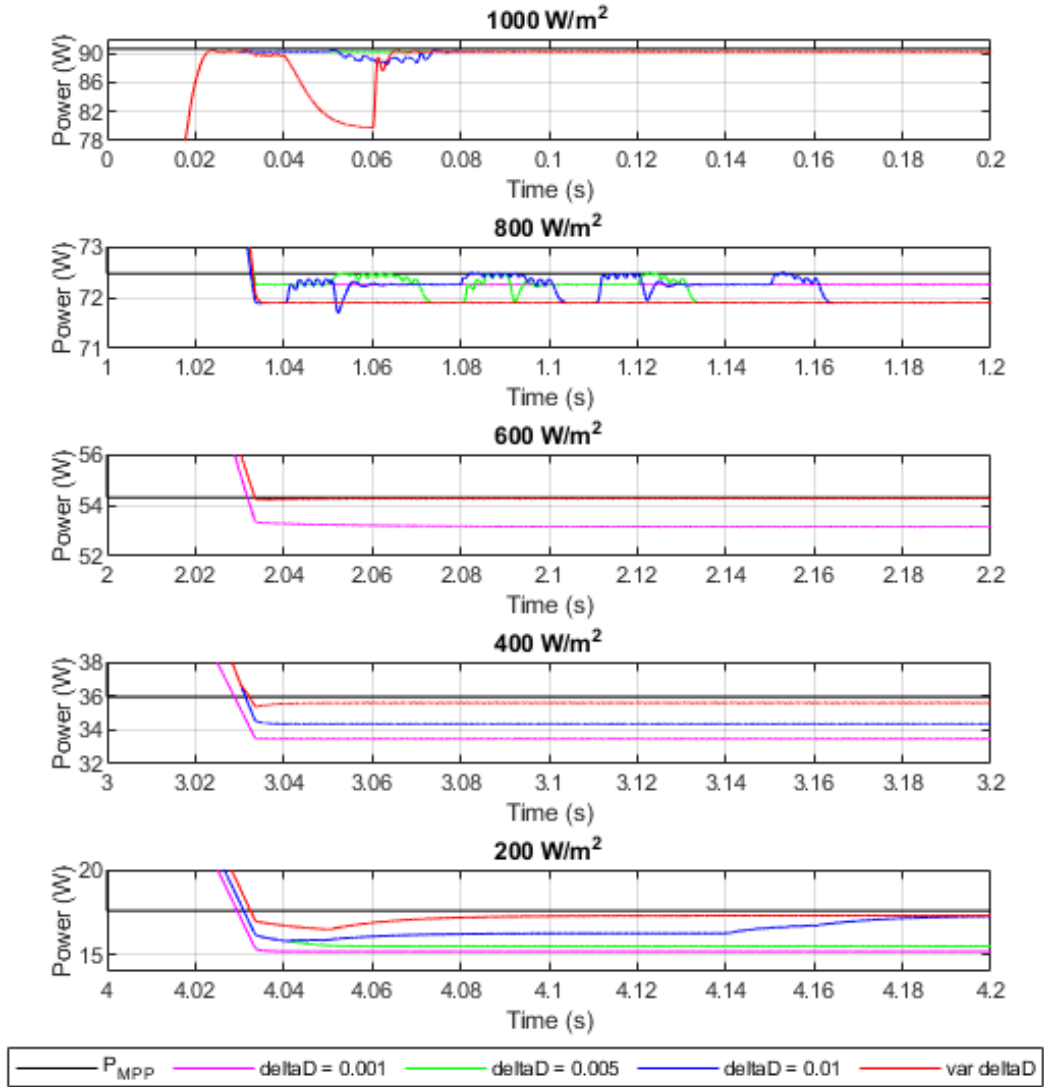 1000 W/m²
Power (W)
90
86
82
78
0 0.02 0.04 0.06 0.08 0.1 0.12 0.14 0.16 0.18 0.2
Time (s)
800 W/m²
Power (W)
73
72
71
1 1.02 1.04 1.06 1.08 1.1 1.12 1.14 1.16 1.18 1.2
Time (s)
600 W/m²
Power (W)
56
54
52
2 2.02 2.04 2.06 2.08 2.1 2.12 2.14 2.16 2.18 2.2
Time (s)
400 W/m²
Power (W)
38
36
34
32
3 3.02 3.04 3.06 3.08 3.1 3.12 3.14 3.16 3.18 3.2
Time (s)
200 W/m²
Power (W)
20
15
4 4.02 4.04 4.06 4.08 4.1 4.12 4.14 4.16 4.18 4.2
Time (s)
P_MPP deltaD = 0.001 deltaD = 0.005 deltaD = 0.01 var deltaD